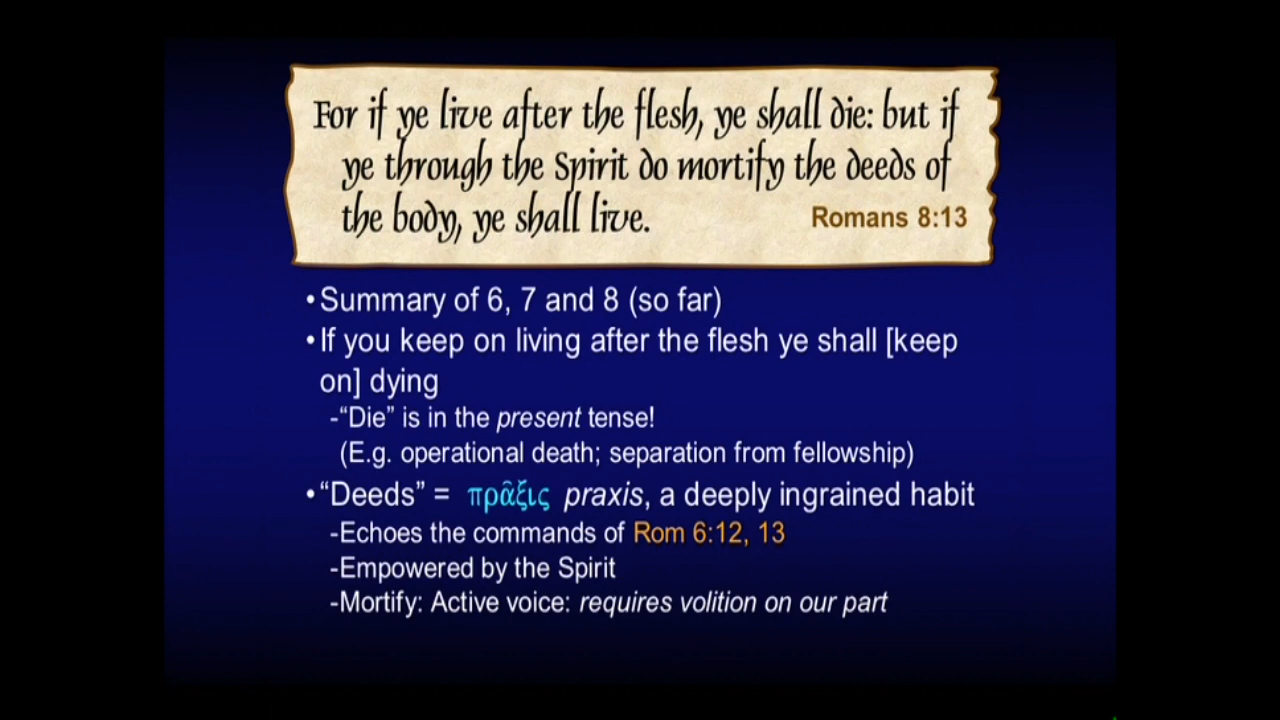 For if ye live after the flesh, ye shall die: but if
ye through the Spirit do mortify the deeds of
the body, ye shall live. Romans 8:13
•Summary of 6, 7 and 8 (so far)
•If you keep on living after the flesh ye shall [keep
on] dying
-“Die” is in the present tense!
(E.g. operational death; separation from fellowship)
•“Deeds” = πρᾶξις praxis, a deeply ingrained habit
-Echoes the commands of Rom 6:12, 13
-Empowered by the Spirit
-Mortify: Active voice: requires volition on our part